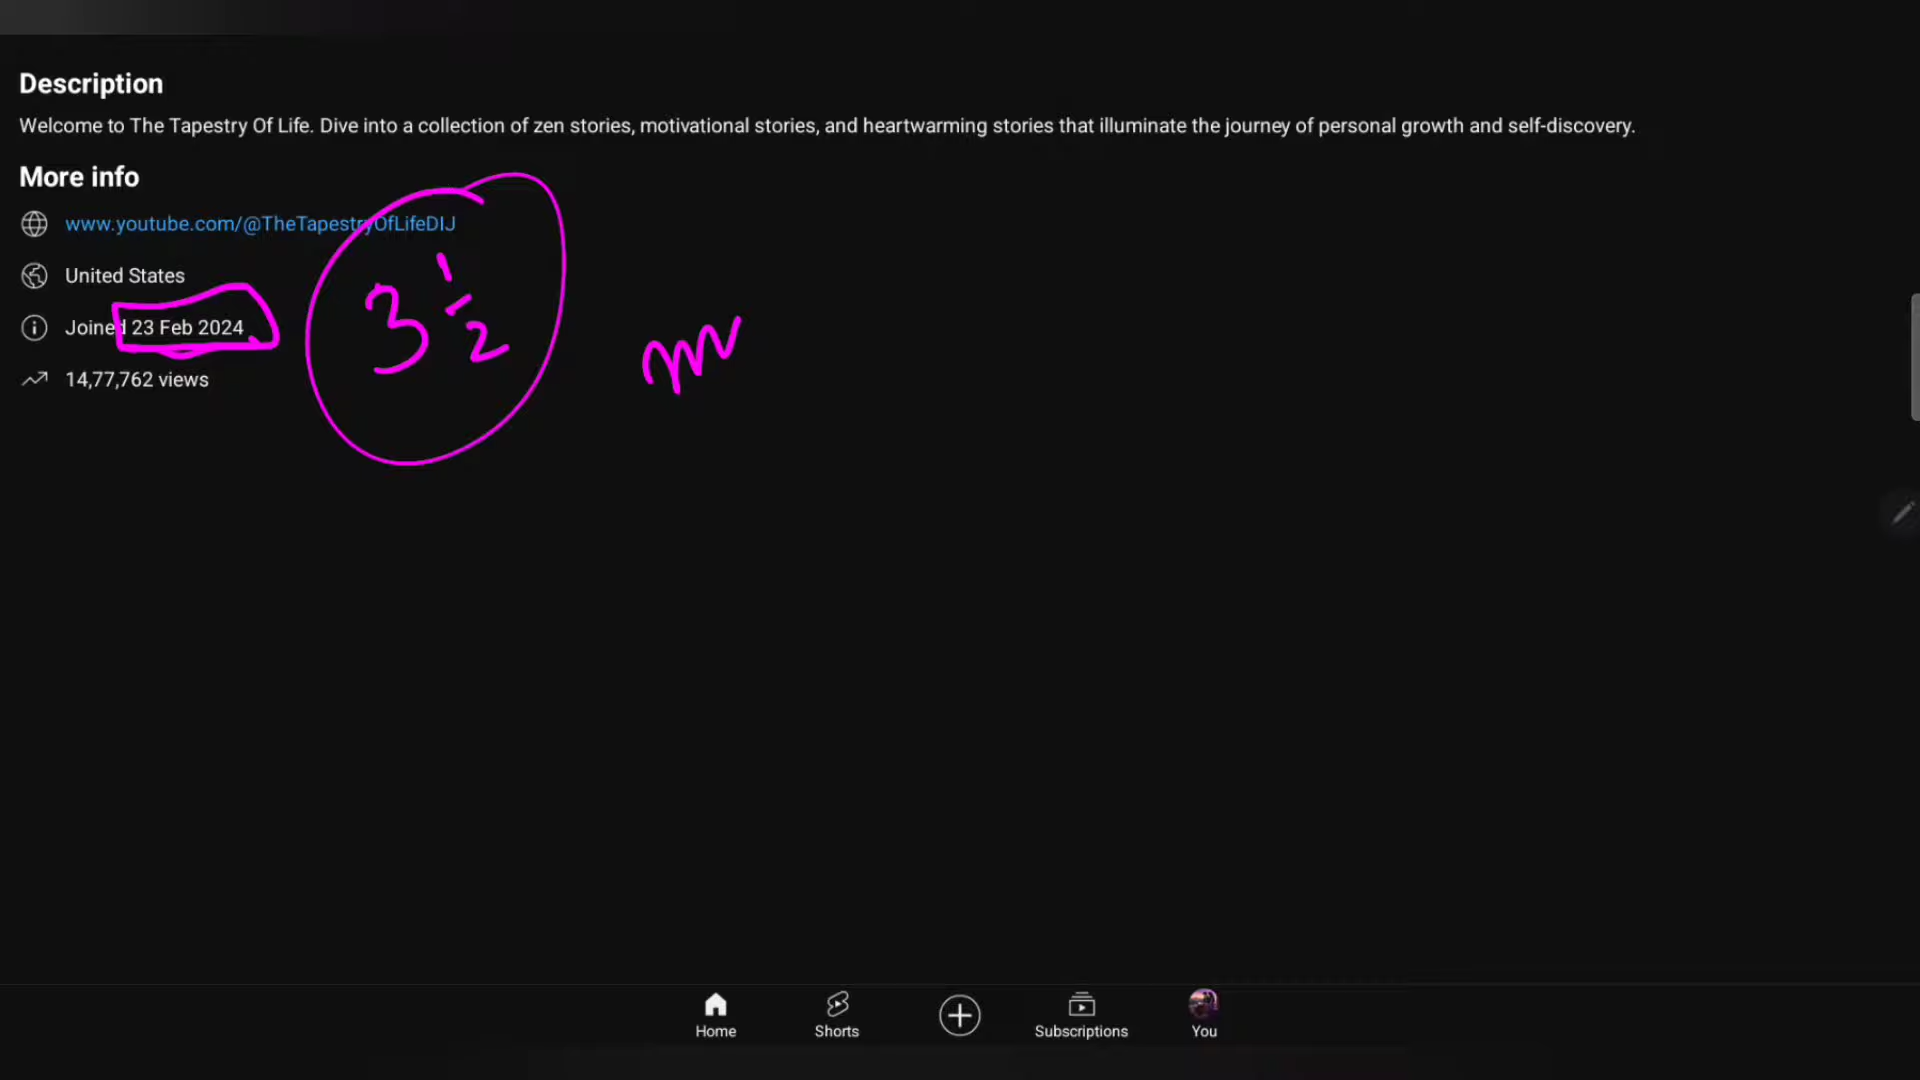 Description
Welcome to The Tapestry Of Life. Dive into a collection of zen stories, motivational stories, and heartwarming stories that illuminate the journey of personal growth and self-discovery.
More info
www.youtube.com/@TheTapestryOfLifeDIJ
United States
Joined 23 Feb 2024
14,77,762 views
3 1/2
m
Home
Shorts
Subscriptions
You